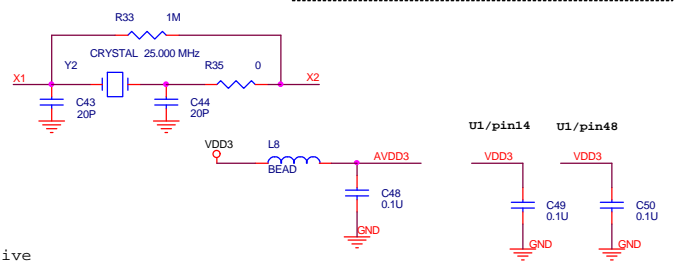 R33 1M
CRYSTAL 25.000 MHz
X1 Y2 R35 0 X2
C43
20P
C44
20P
U1/pin14 U1/pin48
VDD3 L8
BEAD
AVDD3
VDD3 VDD3
C48
0.1U
C49
0.1U
C50
0.1U
GND
GND GND
ive